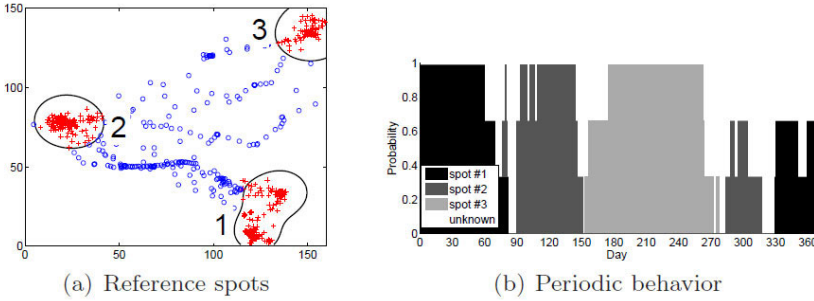 150
100
50
0
0
50
100
150
3
2
1
(a) Reference spots
1
0.8
0.6
0.4
0.2
0
Probability
spot #1
spot #2
spot #3
unknown
0 30 60 90 120 150 180 210 240 270 300 330 360
Day
(b) Periodic behavior